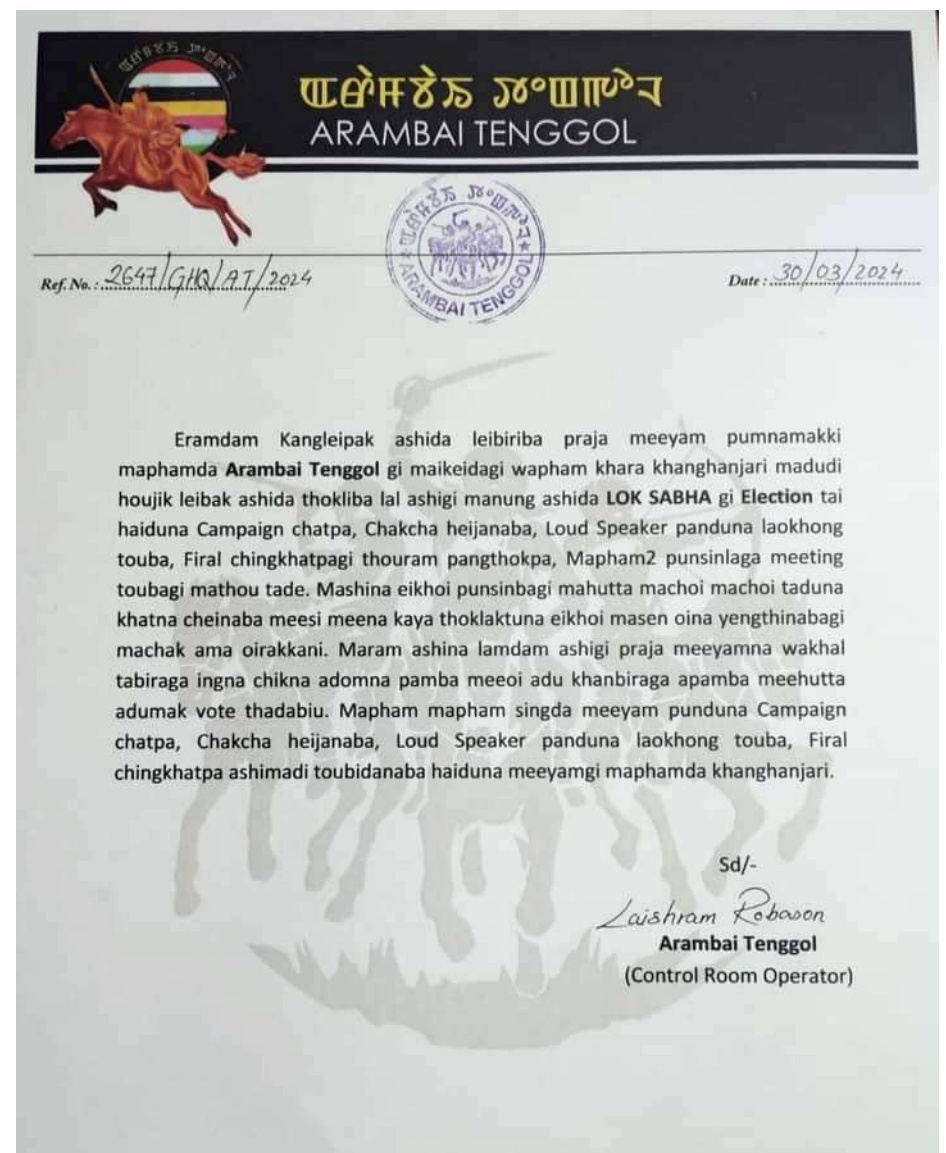 ꯑꯔꯥꯝꯕꯥꯏ ꯇꯦꯡꯒꯣꯜ
ARAMBAI TENGGOL
ARAMBAI TENGGOL
Ref. No. : 2647/GHQ/AT/2024
Date : 30/03/2024
Eramdam Kangleipak ashida leibiriba praja meeyam pumnamakki
maphamda Arambai Tenggol gi maikeidagi wapham khara khanghanjari madudi
houjik leibak ashida thokliba lal ashigi manung ashida LOK SABHA gi Election tai
haiduna Campaign chatpa, Chakcha heijanaba, Loud Speaker panduna laokhong
touba, Firal chingkhatpagi thouram pangthokpa, Mapham2 punsinlaga meeting
toubagi mathou tade. Mashina eikhoi punsinbagi mahutta machoi machoi taduna
khatna cheinaba meesi meena kaya thoklaktuna eikhoi masen oina yengthinabagi
machak ama oirakkani. Maram ashina lamdam ashigi praja meeyamna wakhal
tabiraga ingna chikna adomna pamba meeoi adu khanbiraga apamba meehutta
adumak vote thadabiu. Mapham mapham singda meeyam punduna Campaign
chatpa, Chakcha heijanaba, Loud Speaker panduna laokhong touba, Firal
chingkhatpa ashimadi toubidanaba haiduna meeyamgi maphamda khanghanjari.
Sd/-
Laishram Robason
Arambai Tenggol
(Control Room Operator)